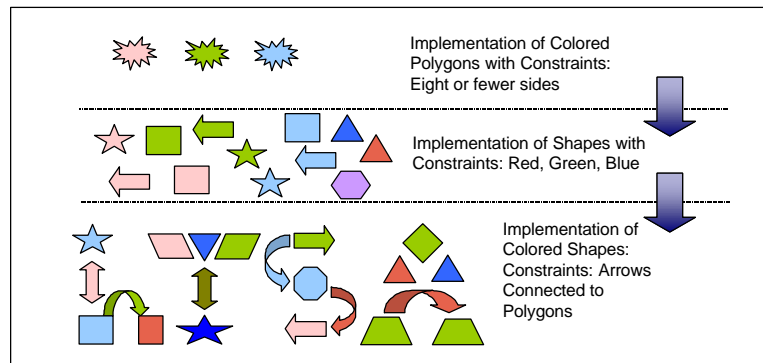 Implementation of Colored
Polygons with Constraints:
Eight or fewer sides
Implementation of Shapes with
Constraints: Red, Green, Blue
Implementation of
Colored Shapes:
Constraints: Arrows
Connected to
Polygons